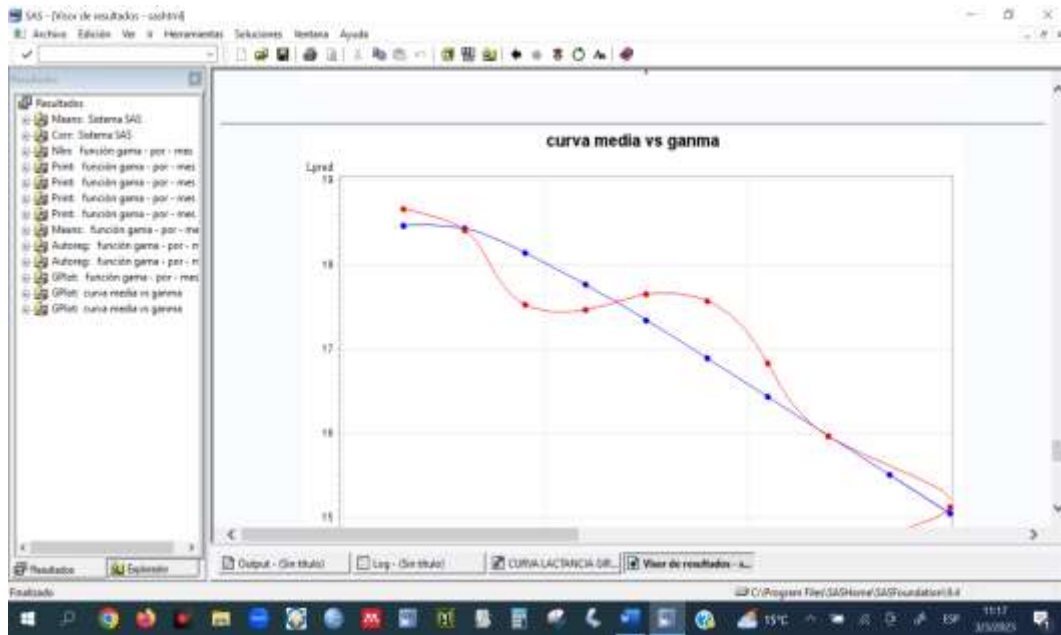 SAS - [Visor de resultados - sashtml]
Archivo Edición Ver Ir Herramientas Soluciones Ventana Ayuda
Resultados
Resultados
Means: Sistema SAS
Corr: Sistema SAS
Nlin: función gama - por - mes
Print: función gama - por - mes
Print: función gama - por - mes
Print: función gama - por - mes
Print: función gama - por - mes
Means: función gama - por - me
Autoreg: función gama - por - m
Autoreg: función gama - por - m
GPlot: función gama - por - mes
GPlot: curva media vs ganma
GPlot: curva media vs ganma
curva media vs ganma
Lpred
19
18
17
16
15
Resultados
Explorador
Output - (Sin título)
Log - (Sin título)
CURVA LACTANCIA GIR...
Visor de resultados - s...
Finalizado
C:\Program Files\SASHome\SASFoundation\9.4
15°C
ESP
11:17
3/3/2023